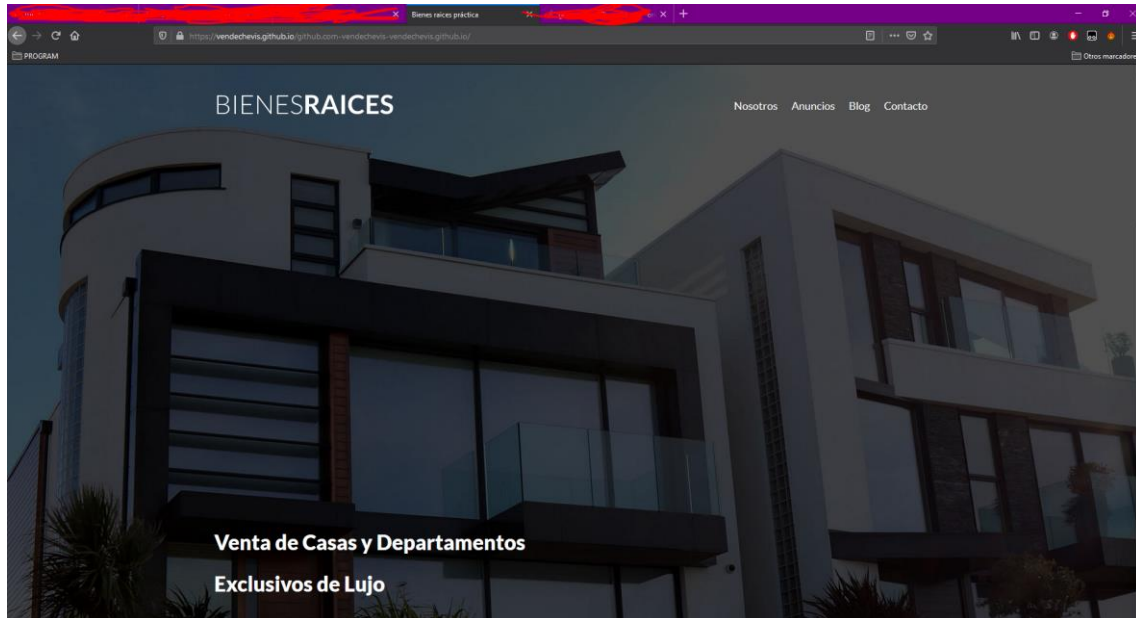 Bienes raices práctica
https://vendechevis.github.io/github.com-vendechevis-vendechevis.github.io/
PROGRAM
Otros marcadores
BIENESRAICES
Nosotros Anuncios Blog Contacto
Venta de Casas y Departamentos
Exclusivos de Lujo